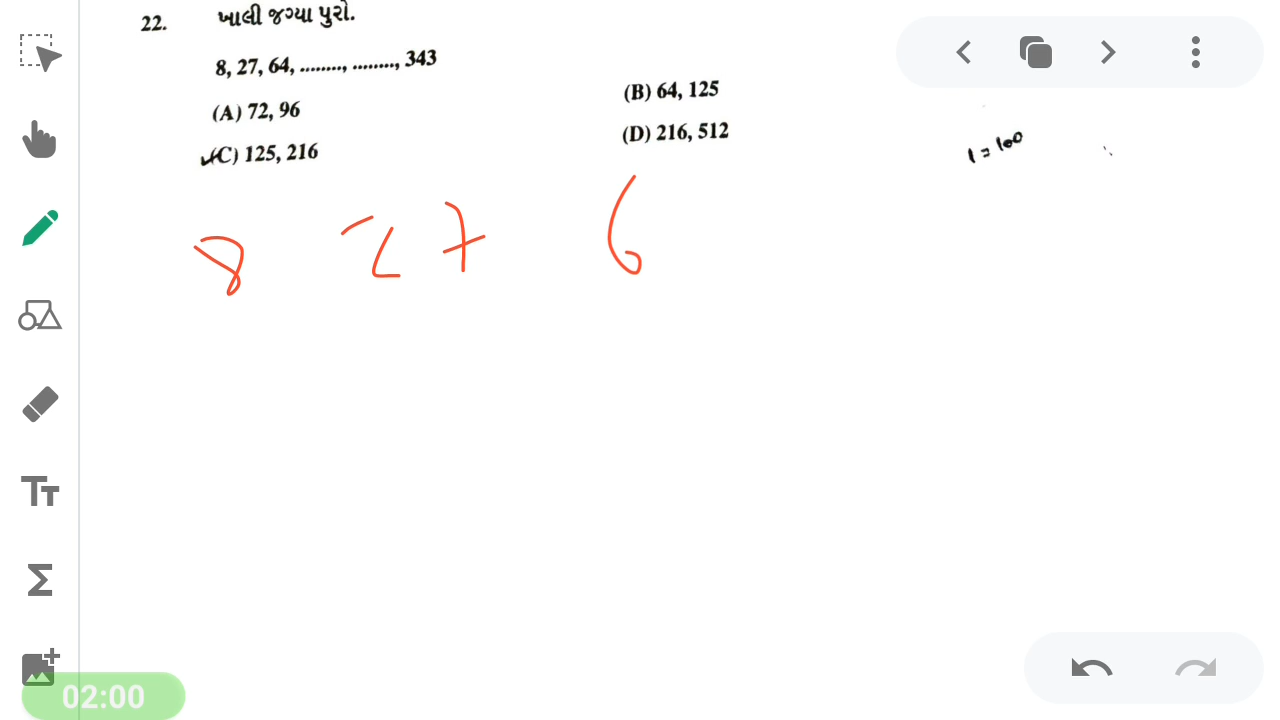 22. ખાલી જગ્યા પુરો.
8, 27, 64, ........, ........, 343
(A) 72, 96 (B) 64, 125
(C) 125, 216 (D) 216, 512
1 = 100
8 27 6
02:00